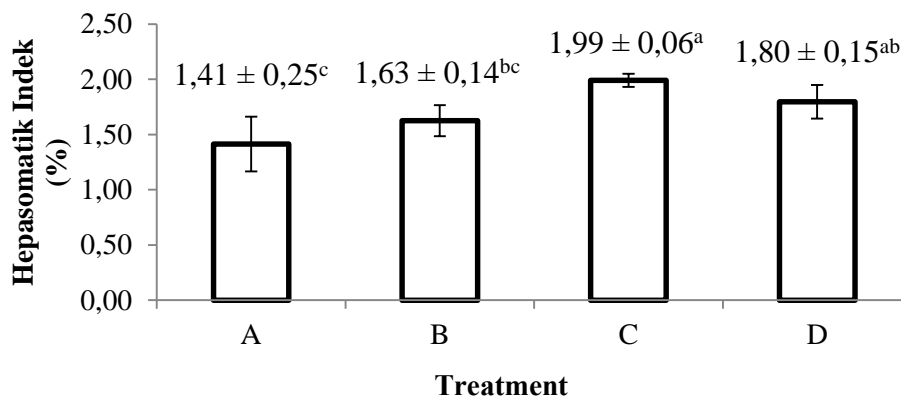 2,50
2,00
1,50
1,00
0,50
0,00
Hepasomatik Indek
(%)
1,41 ± 0,25ᶜ
1,63 ± 0,14ᵇᶜ
1,99 ± 0,06ᵃ
1,80 ± 0,15ᵃᵇ
A B C D
Treatment